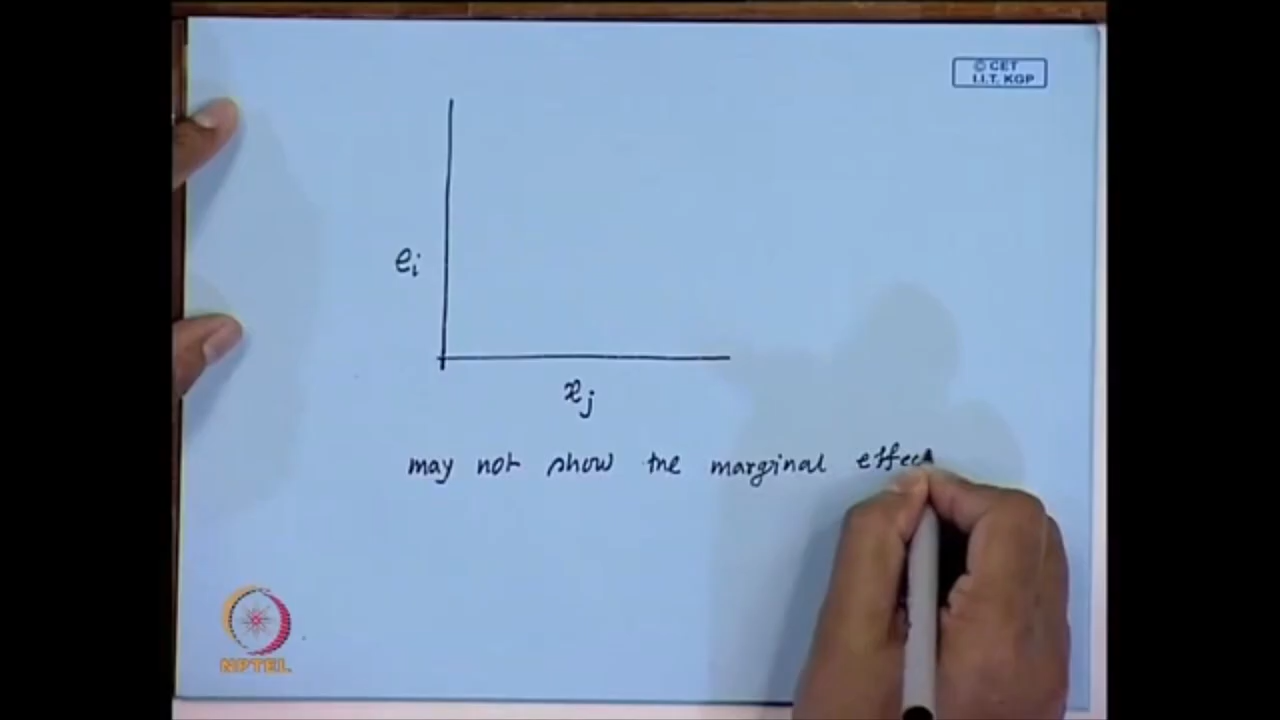 © CET
I.I.T. KGP
ei
xj
may not show the marginal effect
NPTEL